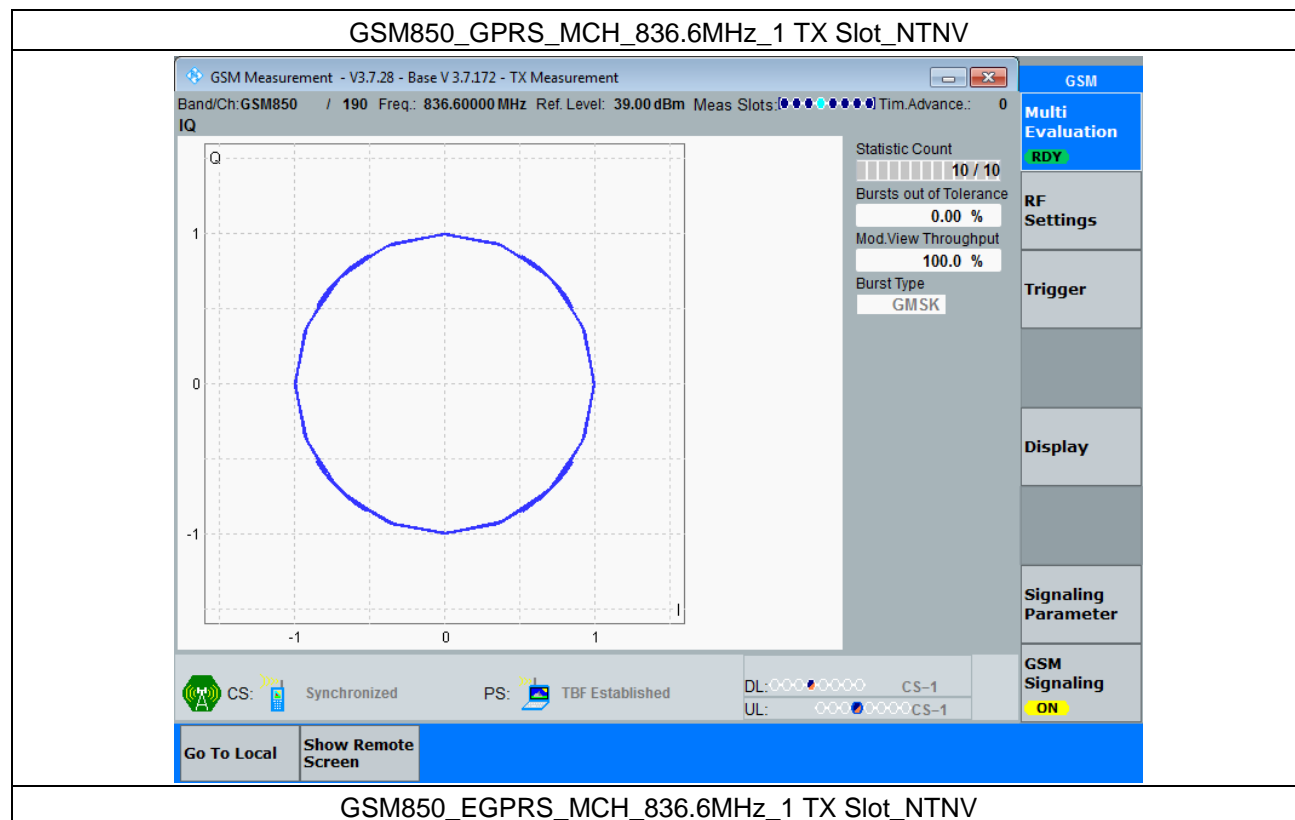 GSM850_GPRS_MCH_836.6MHz_1 TX Slot_NTNV
GSM Measurement - V3.7.28 - Base V 3.7.172 - TX Measurement
GSM
Band/Ch:GSM850 / 190 Freq.: 836.60000 MHz Ref. Level: 39.00 dBm Meas Slots: Tim.Advance.: 0
IQ
Multi
Evaluation
RDY
Q
1
0
-1
I
-1 0 1
Statistic Count
10 / 10
Bursts out of Tolerance
0.00 %
Mod.View Throughput
100.0 %
Burst Type
GMSK
RF
Settings
Trigger
Display
Signaling
Parameter
GSM
Signaling
ON
CS: Synchronized PS: TBF Established
DL: CS-1
UL: CS-1
Go To Local
Show Remote
Screen
GSM850_EGPRS_MCH_836.6MHz_1 TX Slot_NTNV